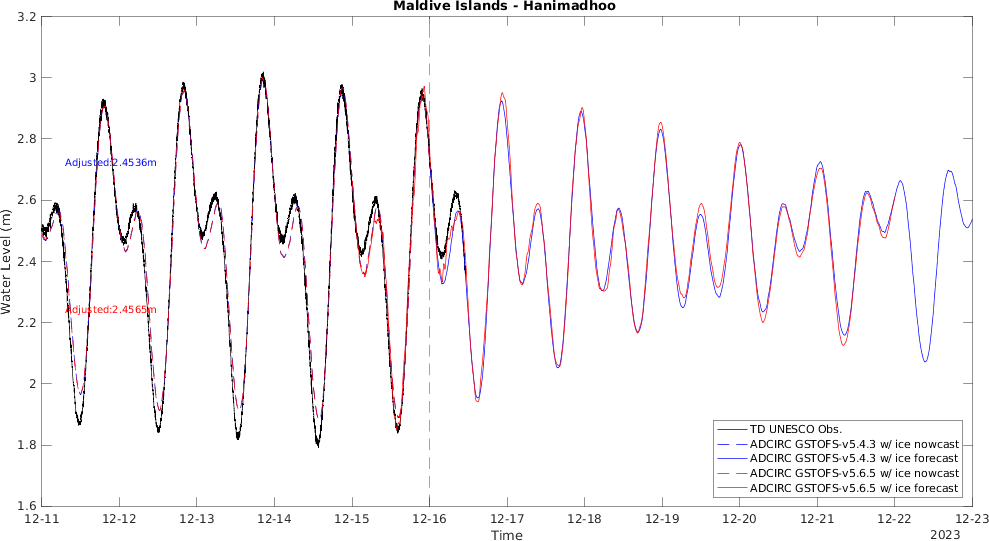 Maldive Islands - Hanimadhoo
3.2
3
2.8
2.6
2.4
2.2
2
1.8
1.6
Water Level (m)
Adjusted:2.4536m
Adjusted:2.4565m
TD UNESCO Obs.
ADCIRC GSTOFS-v5.4.3 w/ ice nowcast
ADCIRC GSTOFS-v5.4.3 w/ ice forecast
ADCIRC GSTOFS-v5.6.5 w/ ice nowcast
ADCIRC GSTOFS-v5.6.5 w/ ice forecast
12-11 12-12 12-13 12-14 12-15 12-16 12-17 12-18 12-19 12-20 12-21 12-22 12-23
Time
2023